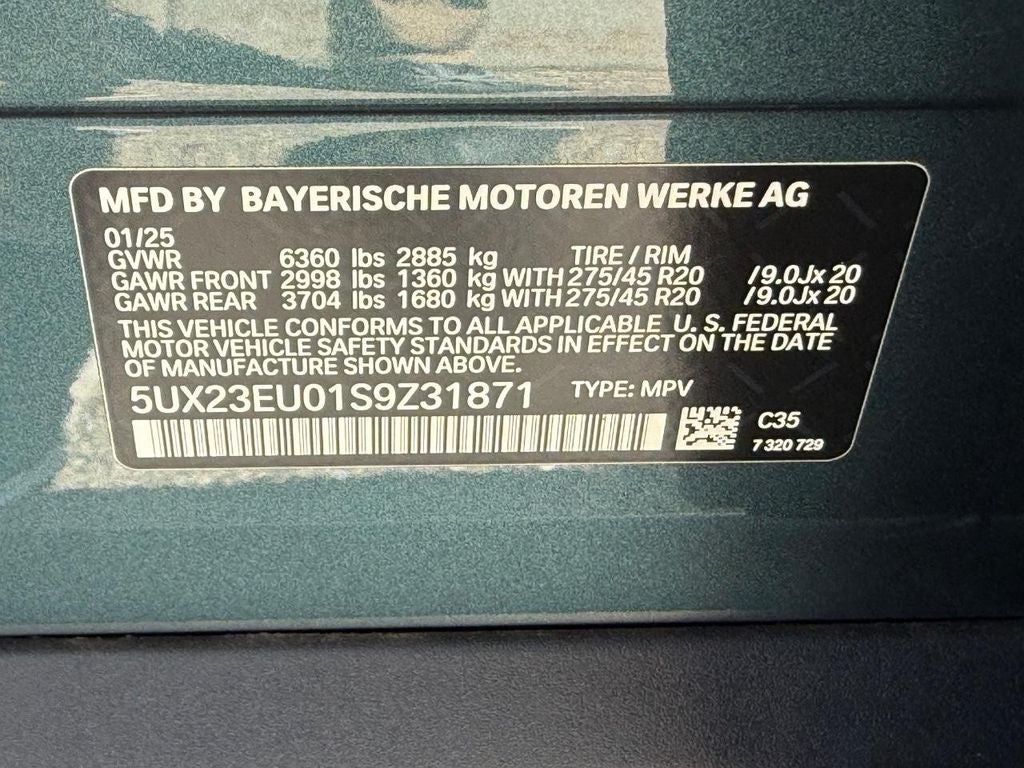 MFD BY BAYERISCHE MOTOREN WERKE AG
01/25
GVWR 6360 lbs 2885 kg TIRE / RIM
GAWR FRONT 2998 lbs 1360 kg WITH 275/45 R20 /9.0Jx 20
GAWR REAR 3704 lbs 1680 kg WITH 275/45 R20 /9.0Jx 20
THIS VEHICLE CONFORMS TO ALL APPLICABLE U. S. FEDERAL
MOTOR VEHICLE SAFETY STANDARDS IN EFFECT ON THE DATE
OF MANUFACTURE SHOWN ABOVE.
5UX23EU01S9Z31871 TYPE: MPV
C35
7 320 729